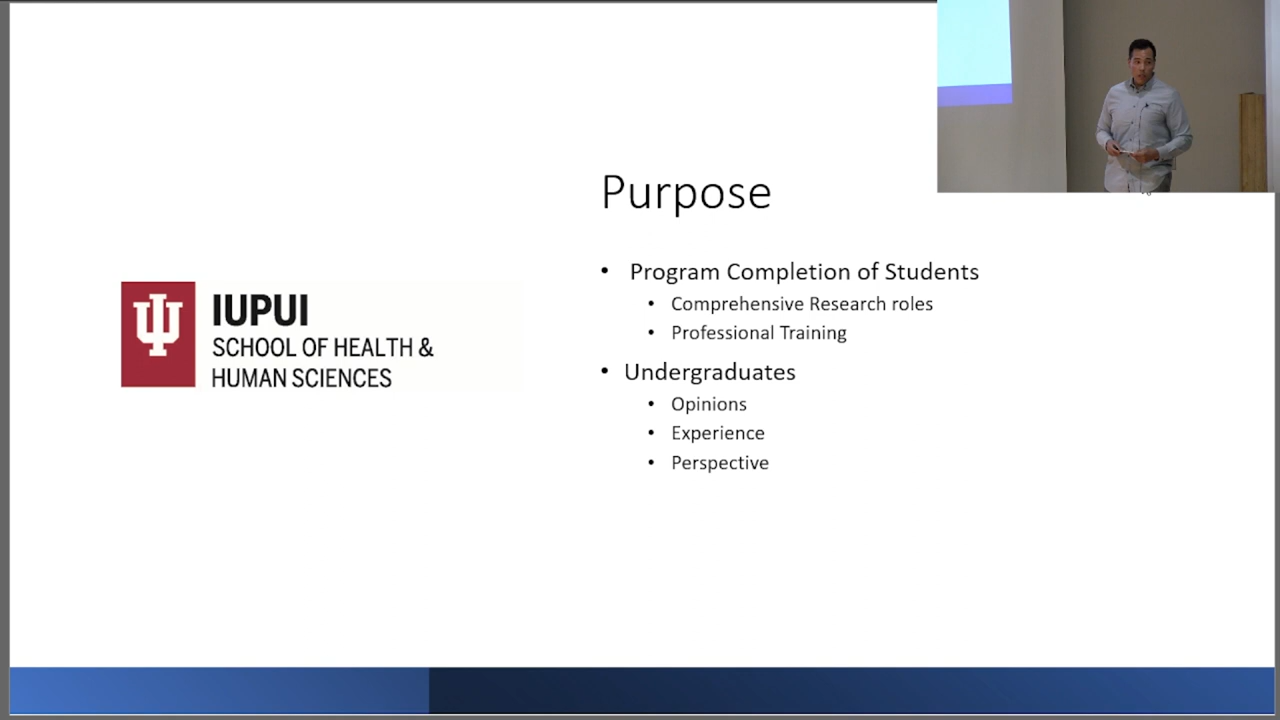 Purpose
• Program Completion of Students
• Comprehensive Research roles
• Professional Training
• Undergraduates
• Opinions
• Experience
• Perspective
IUPUI
SCHOOL OF HEALTH &
HUMAN SCIENCES